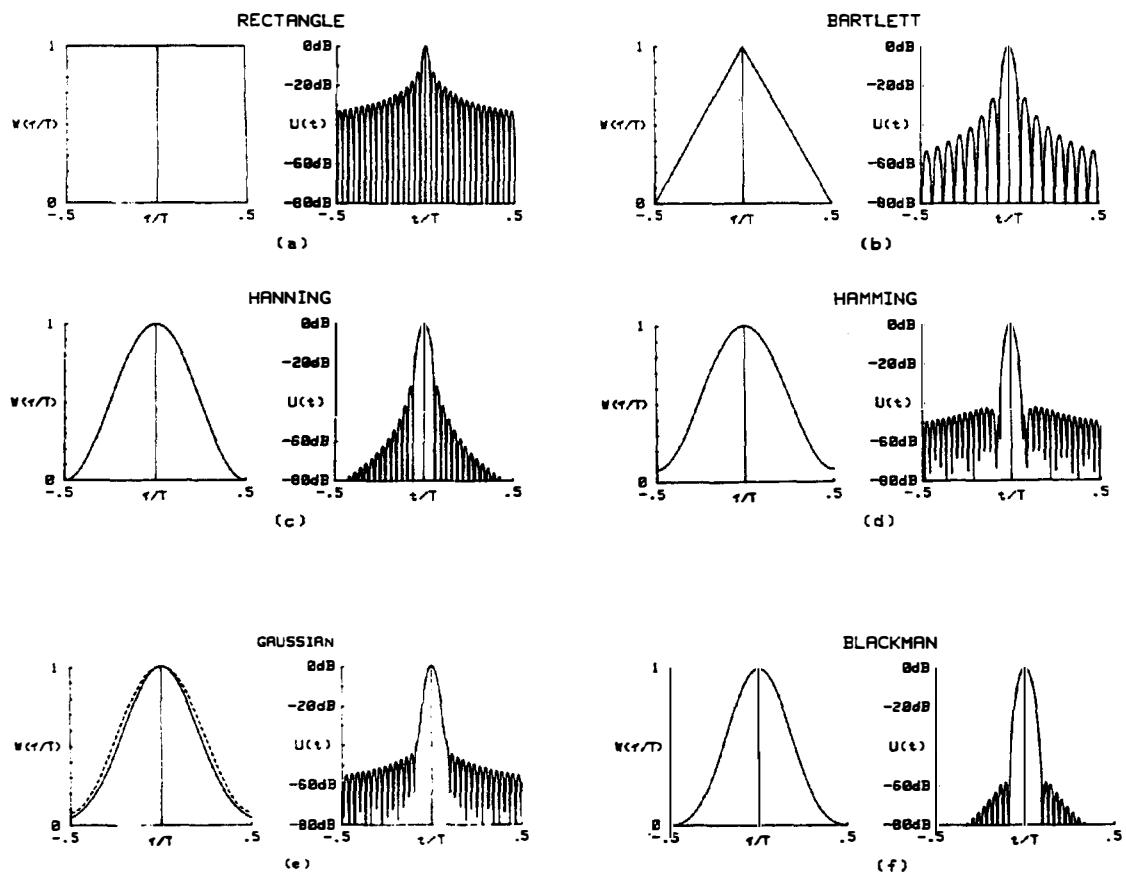 RECTANGLE
1
W(τ/T)
0
-.5
τ/T
.5
0dB
-20dB
U(t)
-60dB
-80dB
-.5
t/T
.5
(a)
BARTLETT
1
W(τ/T)
0
-.5
τ/T
.5
0dB
-20dB
U(t)
-60dB
-80dB
-.5
t/T
.5
(b)
HANNING
1
W(τ/T)
0
-.5
τ/T
.5
0dB
-20dB
U(t)
-60dB
-80dB
-.5
t/T
.5
(c)
HAMMING
1
W(τ/T)
0
-.5
τ/T
.5
0dB
-20dB
U(t)
-60dB
-80dB
-.5
t/T
.5
(d)
GAUSSIAN
1
W(τ/T)
0
-.5
τ/T
.5
0dB
-20dB
U(t)
-60dB
-80dB
-.5
t/T
.5
(e)
BLACKMAN
1
W(τ/T)
0
-.5
τ/T
.5
0dB
-20dB
U(t)
-60dB
-80dB
-.5
t/T
.5
(f)